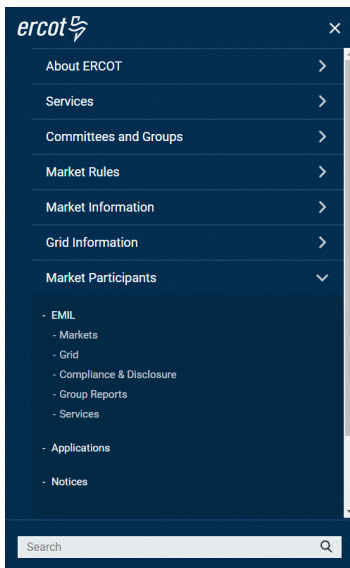 ercot
About ERCOT
Services
Committees and Groups
Market Rules
Market Information
Grid Information
Market Participants
- EMIL
- Markets
- Grid
- Compliance & Disclosure
- Group Reports
- Services
- Applications
- Notices
Search